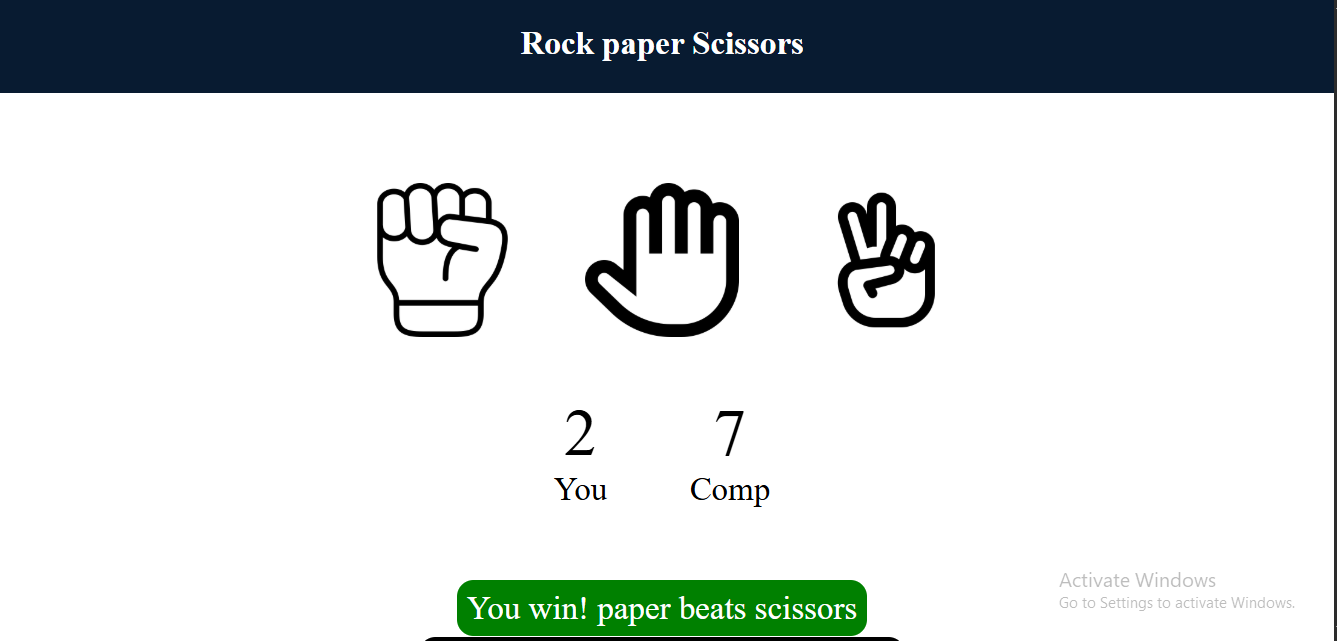 Rock paper Scissors
2 7
You Comp
You win! paper beats scissors
Activate Windows
Go to Settings to activate Windows.